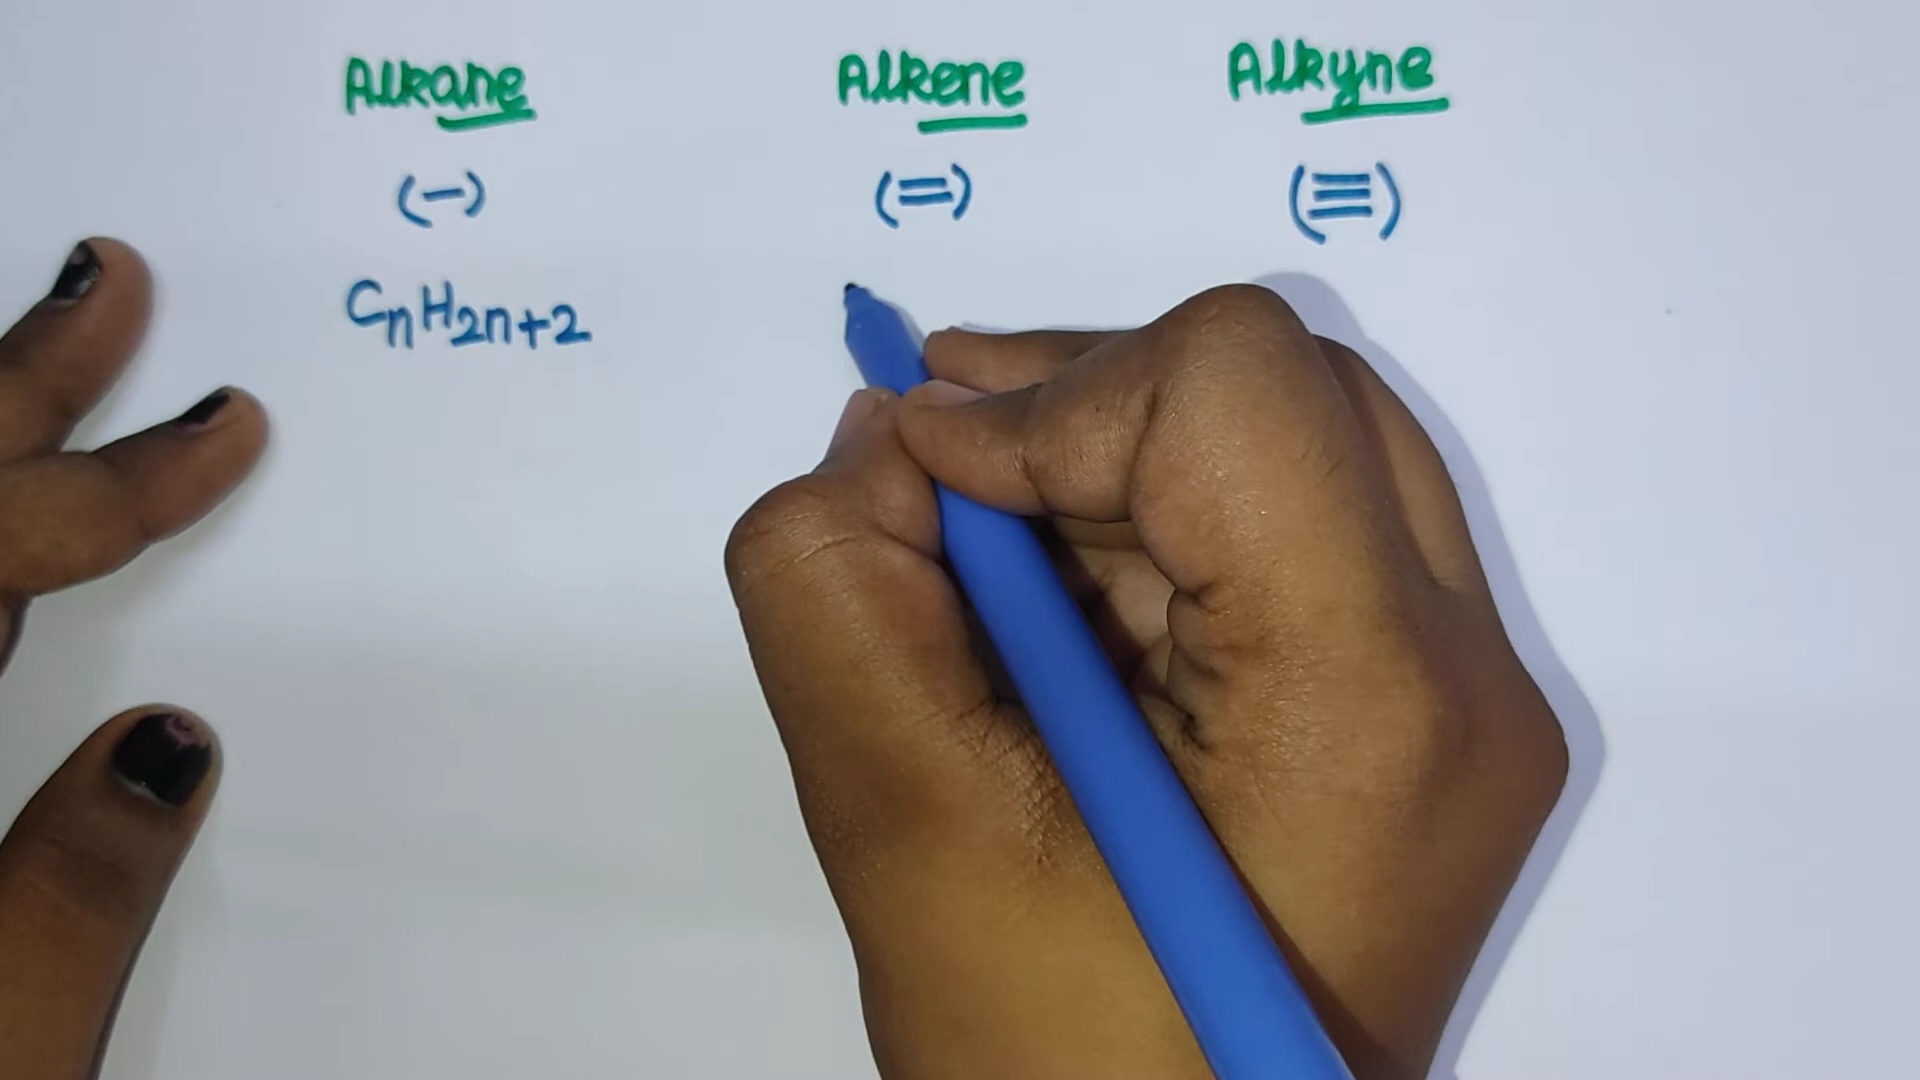 Alkane Alkene Alkyne
(-) (=) (≡)
CnH2n+2